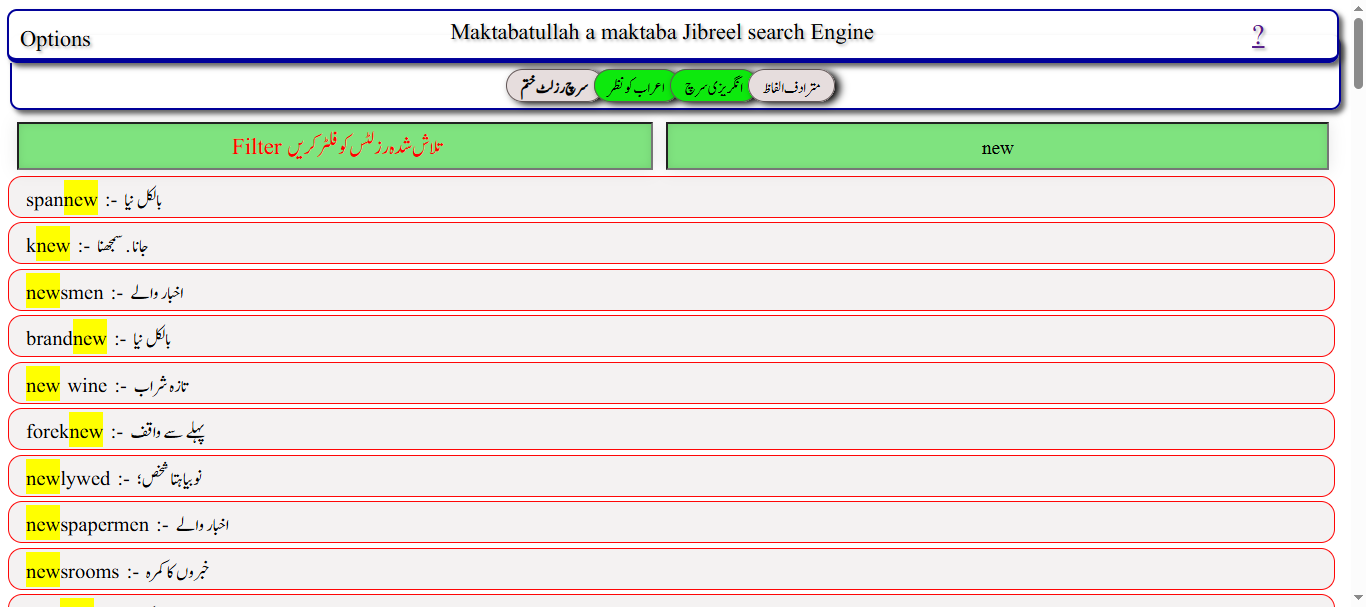 Options
Maktabatullah a maktaba Jibreel search Engine
?
سرچ رزلٹ ختم
اعراب کو نظر
انگریزی سرچ
مترادف الفاظ
Filter تلاش شدہ رزلٹس کو فلٹر کریں
new
spannew :- بالکل نیا
knew :- جانا. سمجھنا
newsmen :- اخبار والے
brandnew :- بالکل نیا
new wine :- تازہ شراب
foreknew :- پہلے سے واقف
newlywed :- نوبیاہتا شخص؛
newspapermen :- اخبار والے
newsrooms :- خبروں کا کمرہ